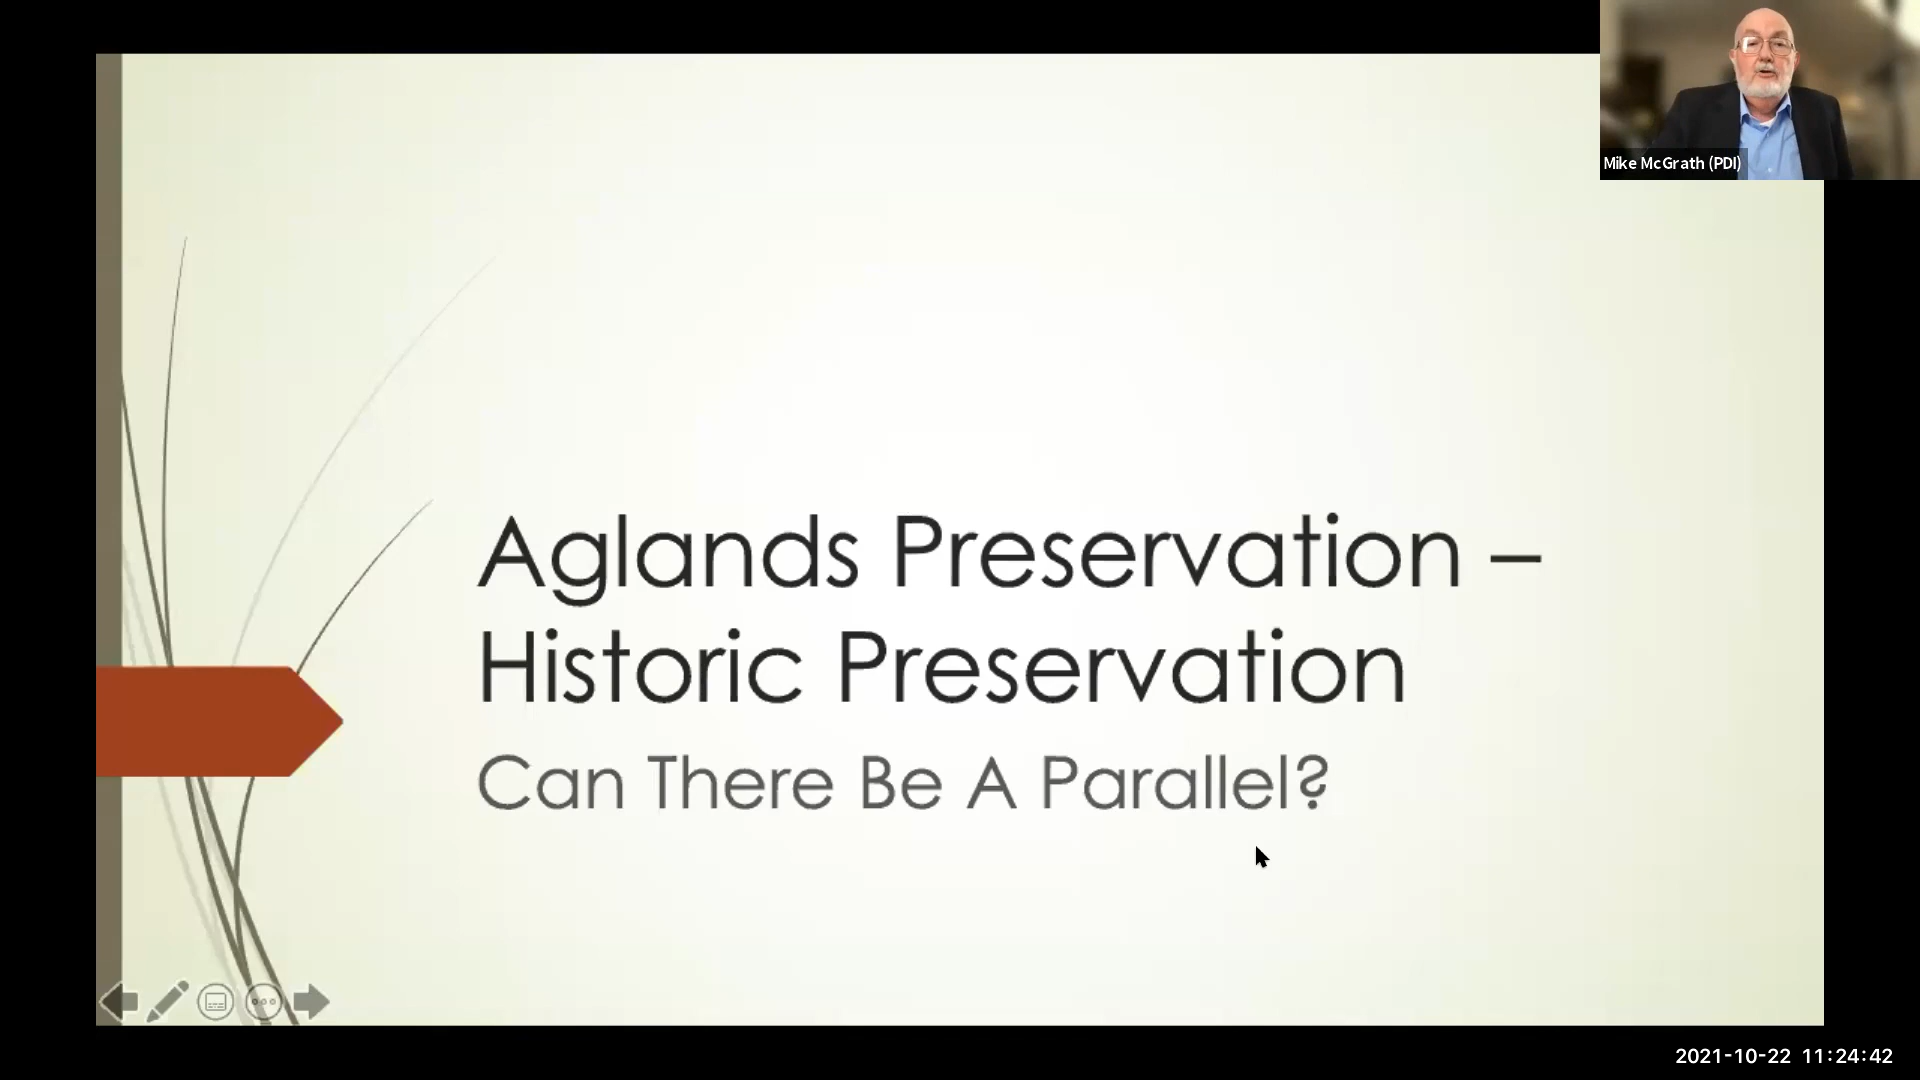 Mike McGrath (PDI)
Aglands Preservation –
Historic Preservation
Can There Be A Parallel?
2021-10-22 11:24:42